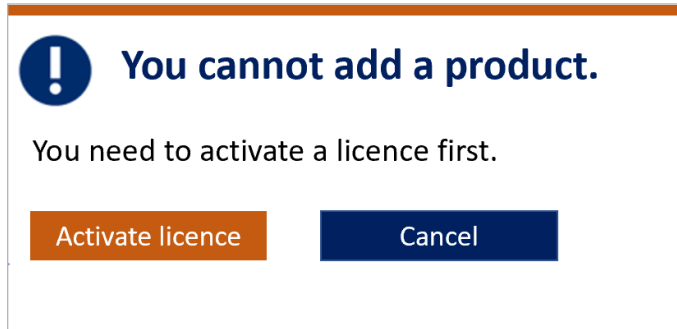 You cannot add a product.
You need to activate a licence first.
Activate licence
Cancel